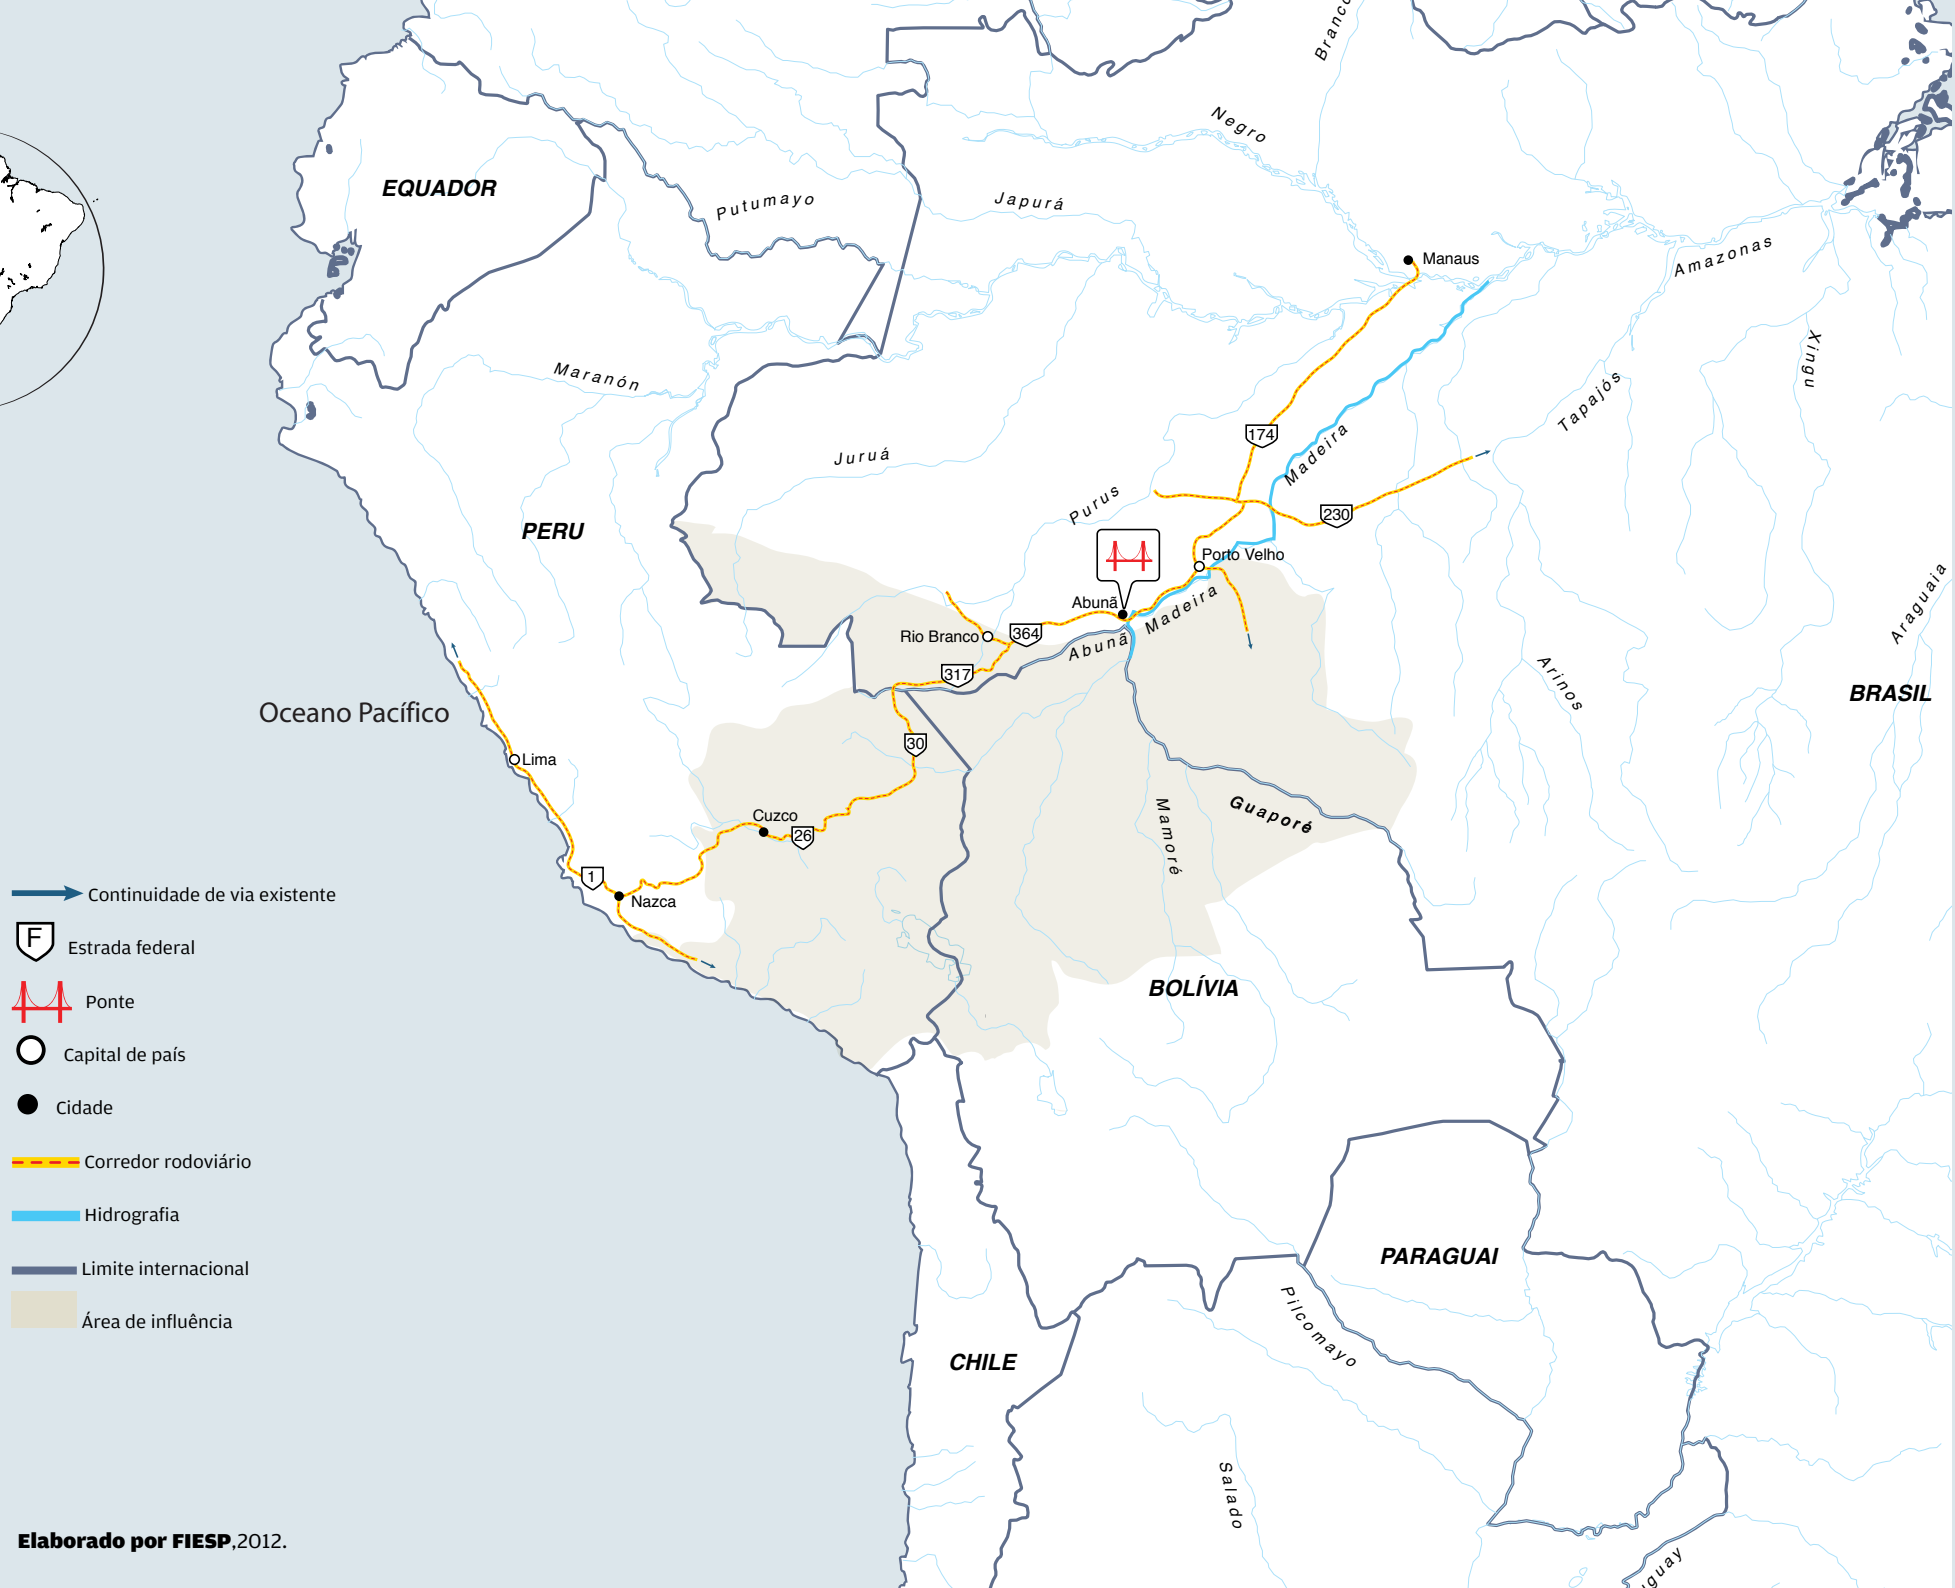 Branco
Negro
EQUADOR
Putumayo
Japurá
Manaus
Amazonas
Maranón
Xingu
Tapajós
174
Juruá
Madeira
Purus
230
PERU
Porto Velho
Abunã
Madeira
Araguaia
Rio Branco
364
Abunã
317
Arinos
BRASIL
Oceano Pacífico
30
Lima
Cuzco
26
Mamoré
Guaporé
1
Nazca
BOLÍVIA
Continuidade de via existente
F
Estrada federal
Ponte
Capital de país
Cidade
Corredor rodoviário
Hidrografia
Limite internacional
Área de influência
PARAGUAI
Pilcomayo
CHILE
Salado
guay
Elaborado por FIESP,2012.